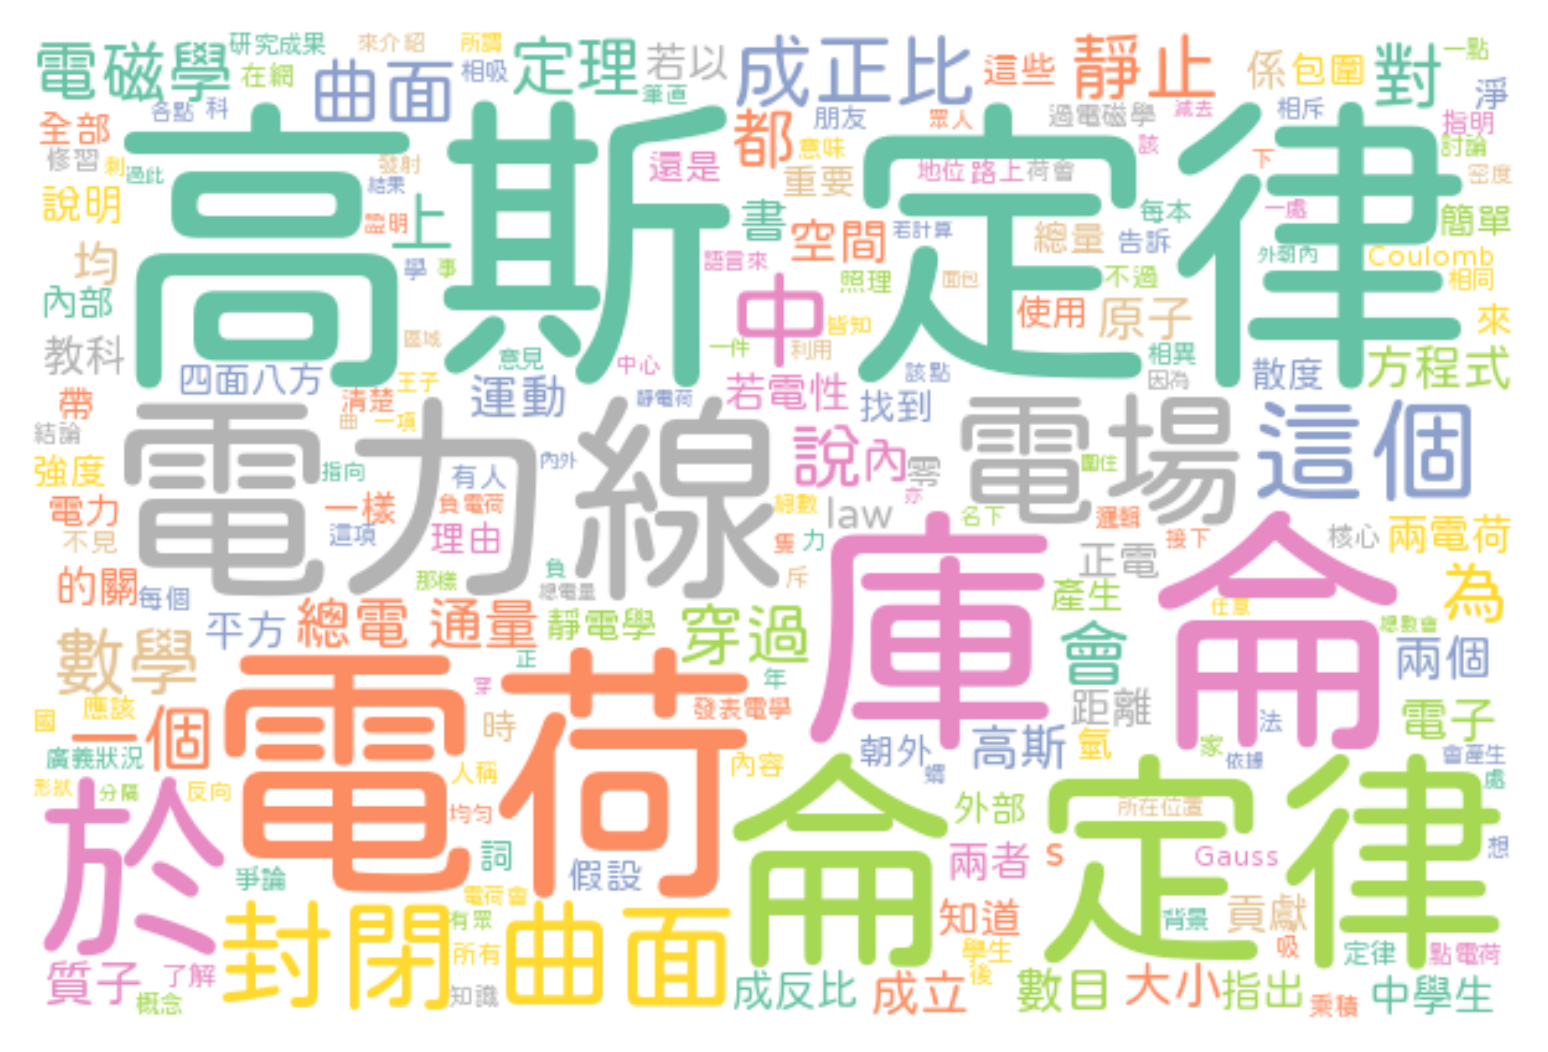 電磁學
研究成果
來介紹
所謂
定理
若以
成正比
這些
靜止
係
包圍
對
一點
在網
曲面
相吸
筆直
淨
各點
科
朋友
眾人
過電磁學
減去
相斥
指明
全部
高斯定律
都
意味
該
討論
修習
剩
過此
發射
還是
重要
地位
路上
荷會
下
密度
結果
說明
證明
上
書
空間
若計算
總量
告訴
每本
一處
簡單
均
學
事
語言來
中
照理
面包
不過
外朝內
Coulomb
相同
內部
皆知
使用
原子
來
教科
區域
意見
中心
一件
利用
相異
方程式
四面八方
王子
運動
若電性
該點
因為
散度
帶
清楚
靜電荷
找到
曲
一項
結論
電力線
說
內
零
電場
圍住
這個
強度
指向
有人
內外
亦
電力
一樣
負電荷
總數
law
名下
邏輯
不見
這項
理由
隻
力
正電
接下
核心
兩電荷
的關
每個
那樣
負
總電量
斥
庫侖
產生
任意
為
平方
總電
通量
靜電學
穿過
會
總數會
數學
正
兩個
電荷
穿
年
國
應該
一個
時
發表電學
距離
電子
廣義狀況
人稱
內容
朝外
高斯
氫
家
法
依據
會產生
形狀
分隔
反向
蠲
處
於
均勻
侖定律
外部
所在位置
詞
兩者
s
Gauss
想
爭論
假設
電荷會
封閉曲面
有眾
知道
背景
貢獻
所有
學生
吸
定律
點電荷
質子
了解
知識
後
概念
成反比
成立
數目
大小
指出
乘積
中學生